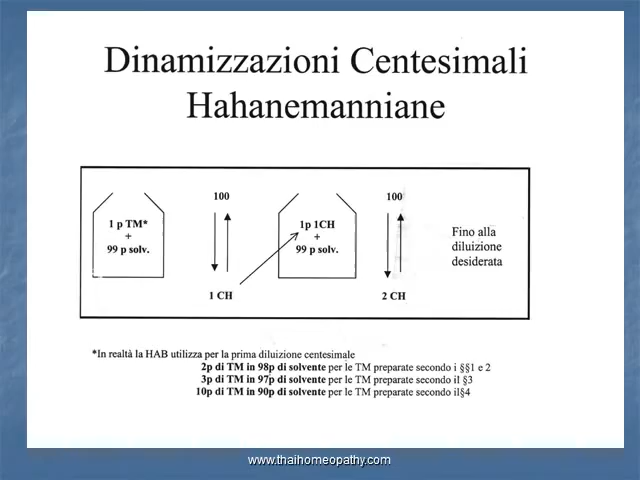 Dinamizzazioni Centesimali
Hahanemanniane
1 p TM*
+
99 p solv.
100
1 CH
1p 1CH
+
99 p solv.
100
2 CH
Fino alla
diluizione
desiderata
*In realtà la HAB utilizza per la prima diluizione centesimale
2p di TM in 98p di solvente per le TM preparate secondo i §§1 e 2
3p di TM in 97p di solvente per le TM preparate secondo il §3
10p di TM in 90p di solvente per le TM preparate secondo il§4
www.thaihomeopathy.com